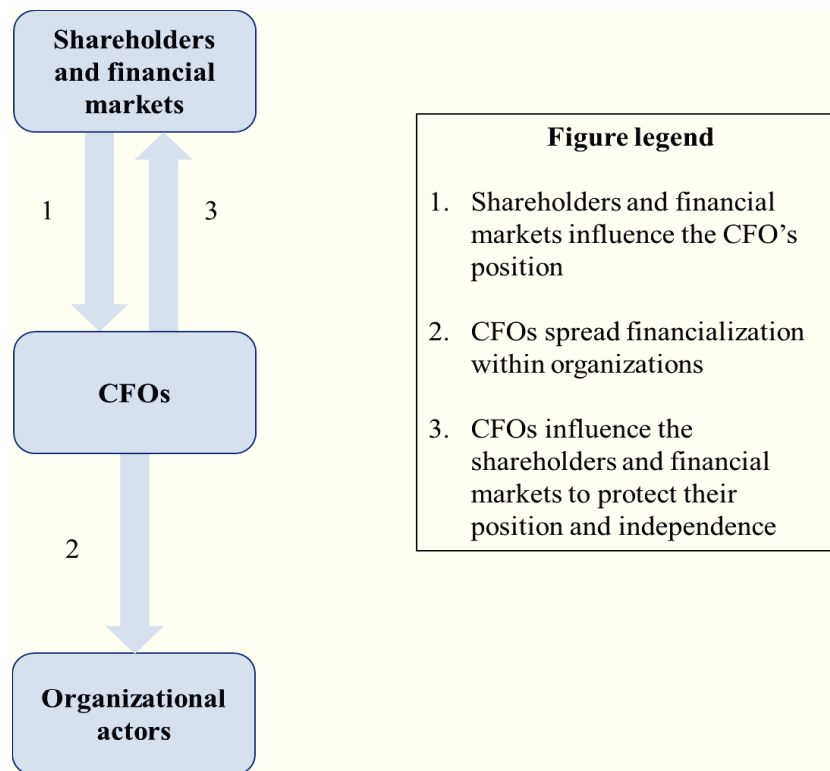 Shareholders
and financial
markets
1
3
CFOs
2
Organizational
actors
Figure legend
1. Shareholders and financial
markets influence the CFO’s
position
2. CFOs spread financialization
within organizations
3. CFOs influence the
shareholders and financial
markets to protect their
position and independence